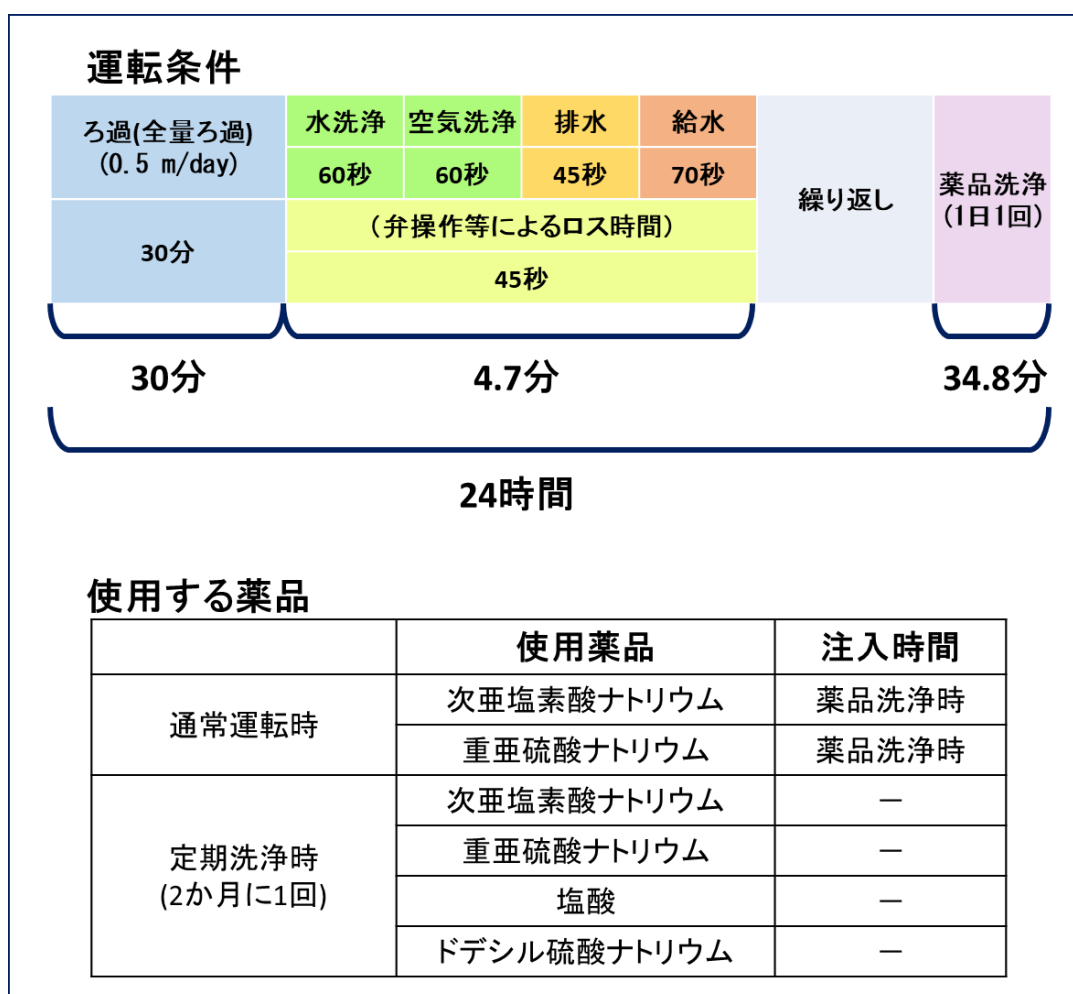 運転条件
ろ過(全量ろ過)
(0.5 m/day)
水洗浄 空気洗浄 排水 給水
60秒 60秒 45秒 70秒
繰り返し
薬品洗浄
(1日1回)
30分
(弁操作等によるロス時間)
45秒
30分 4.7分 34.8分
24時間
使用する薬品
使用薬品 注入時間
通常運転時
次亜塩素酸ナトリウム 薬品洗浄時
重亜硫酸ナトリウム 薬品洗浄時
定期洗浄時
(2か月に1回)
次亜塩素酸ナトリウム －
重亜硫酸ナトリウム －
塩酸 －
ドデシル硫酸ナトリウム －